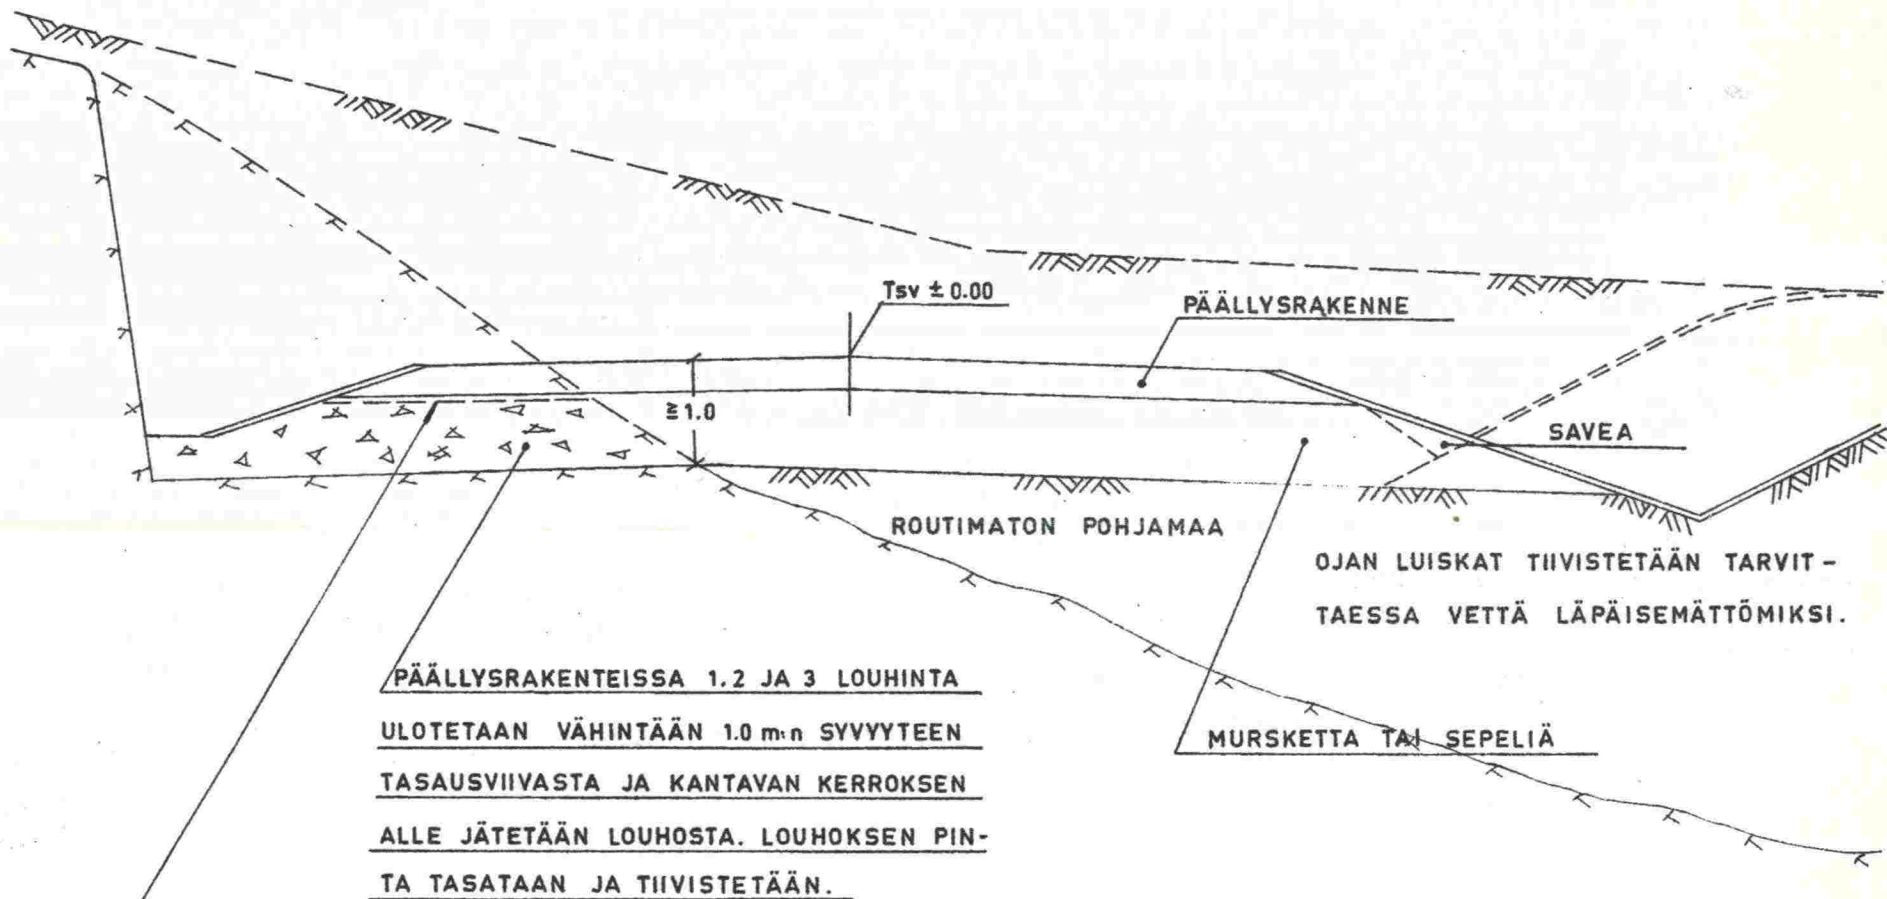 Tsv ± 0.00
PÄÄLLYSRAKENNE
≥ 1.0
SAVEA
ROUTIMATON POHJAMAA
OJAN LUISKAT TIIVISTETÄÄN TARVIT-
TAESSA VETTÄ LÄPÄISEMÄTTÖMIKSI.
PÄÄLLYSRAKENTEISSA 1.2 JA 3 LOUHINTA
ULOTETAAN VÄHINTÄÄN 1.0 m:n SYVYYTEEN
TASAUSVIIVASTA JA KANTAVAN KERROKSEN
ALLE JÄTETÄÄN LOUHOSTA. LOUHOKSEN PIN-
TA TASATAAN JA TIIVISTETÄÄN.
MURSKETTA TAI SEPELIÄ